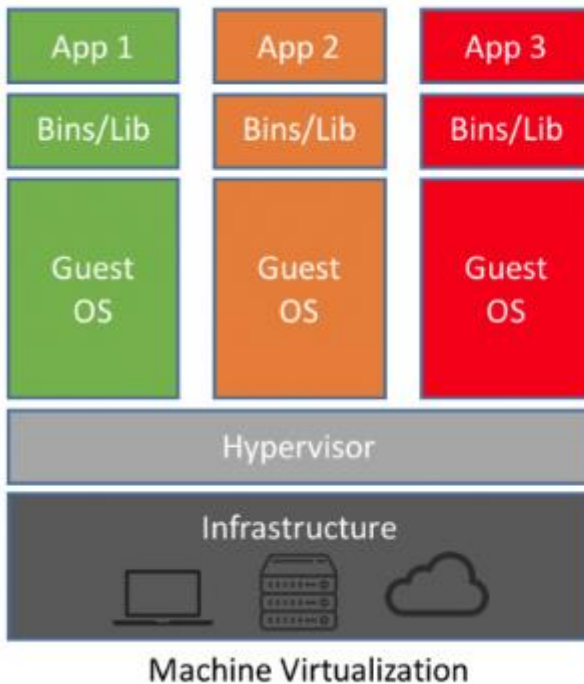 App 1
App 2
App 3
Bins/Lib
Bins/Lib
Bins/Lib
Guest
OS
Guest
OS
Guest
OS
Hypervisor
Infrastructure
Machine Virtualization